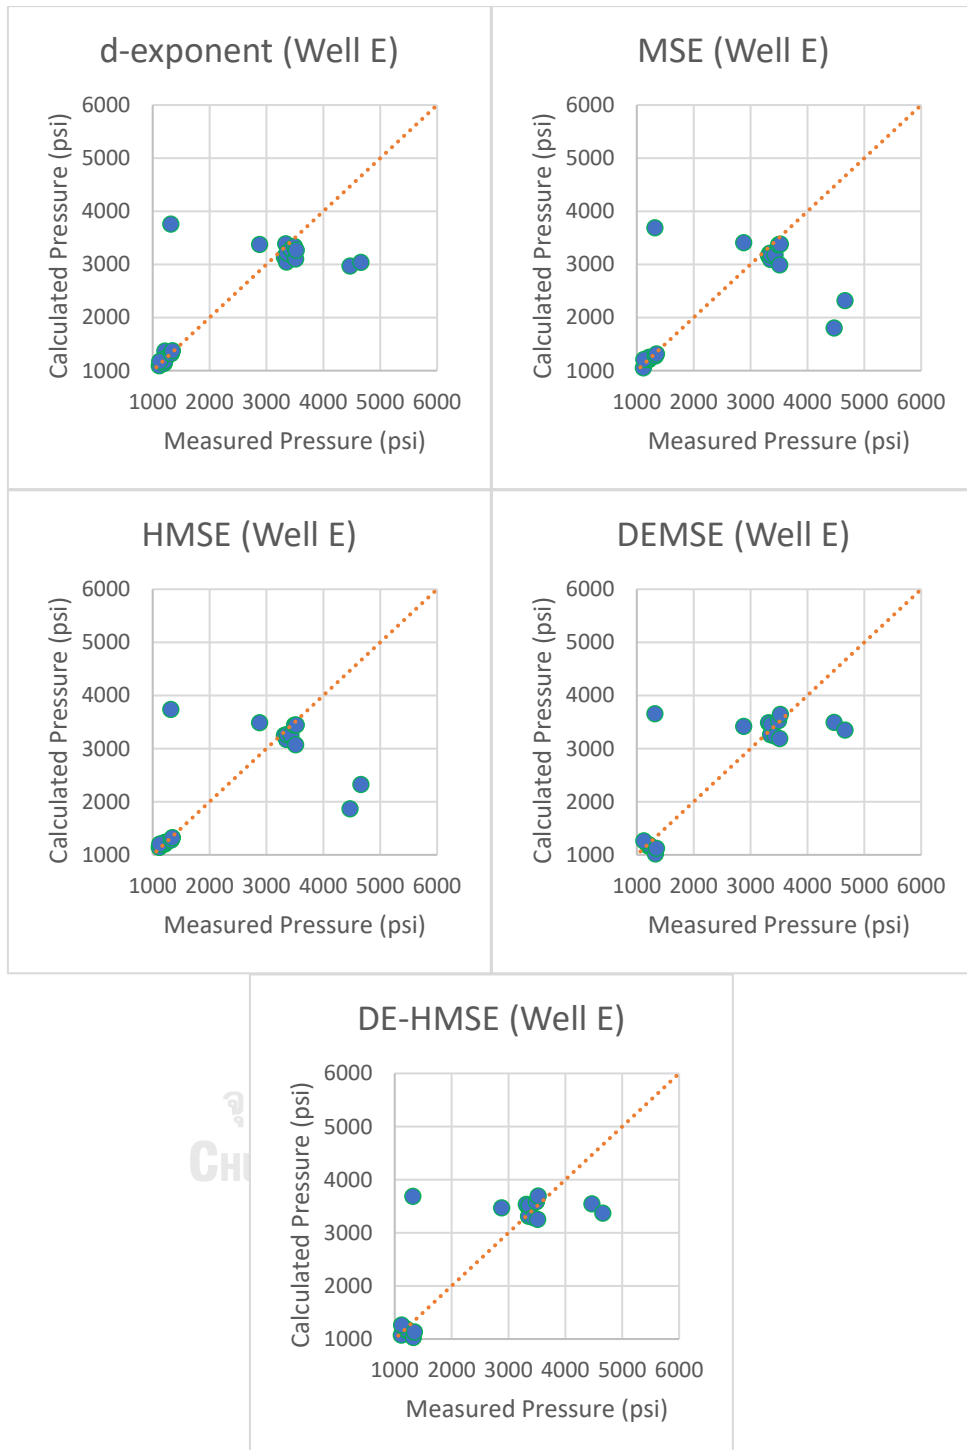 d-exponent (Well E)
Calculated Pressure (psi)
6000
5000
4000
3000
2000
1000
1000 2000 3000 4000 5000 6000
Measured Pressure (psi)
MSE (Well E)
Calculated Pressure (psi)
6000
5000
4000
3000
2000
1000
1000 2000 3000 4000 5000 6000
Measured Pressure (psi)
HMSE (Well E)
Calculated Pressure (psi)
6000
5000
4000
3000
2000
1000
1000 2000 3000 4000 5000 6000
Measured Pressure (psi)
DEMSE (Well E)
Calculated Pressure (psi)
6000
5000
4000
3000
2000
1000
1000 2000 3000 4000 5000 6000
Measured Pressure (psi)
DE-HMSE (Well E)
Calculated Pressure (psi)
6000
5000
4000
3000
2000
1000
1000 2000 3000 4000 5000 6000
Measured Pressure (psi)
จุ